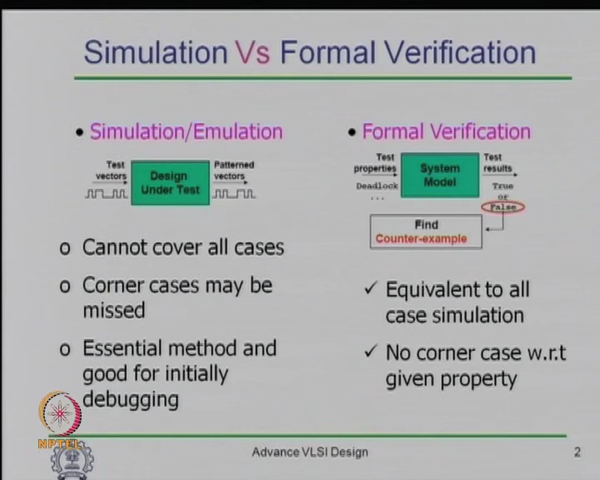 Simulation Vs Formal Verification
• Simulation/Emulation
Test
vectors
Design
Under Test
Patterned
vectors
o Cannot cover all cases
o Corner cases may be
missed
o Essential method and
good for initially
debugging
• Formal Verification
Test
properties
Deadlock
...
System
Model
Test
results
True
or
False
Find
Counter-example
✓ Equivalent to all
case simulation
✓ No corner case w.r.t
given property
NPTEL
Advance VLSI Design
2